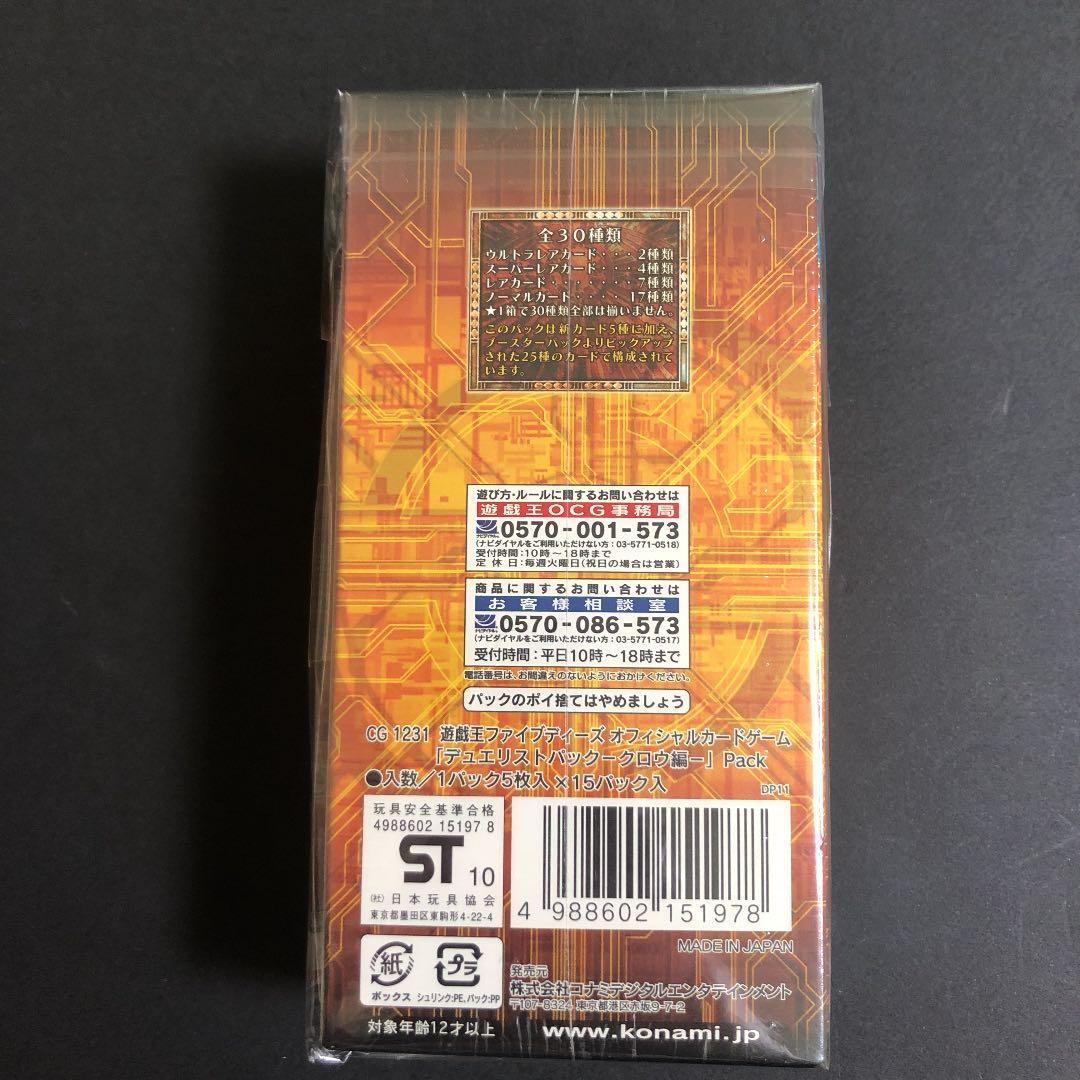 全30種類
ウルトラレアカード・・・2種類
スーパーレアカード・・・4種類
レアカード・・・・・・・7種類
ノーマルカード・・・・17種類
★1箱で30種類全部は揃いません。
このパックは新カード5種に加え、
ブースターパックよりピックアップ
された25種のカードで構成されて
います。
遊び方・ルールに関するお問い合わせは
遊戯王OCG事務局
ナビダイヤル 0570-001-573
(ナビダイヤルをご利用いただけない方:03-5771-0518)
受付時間:10時〜18時まで
定休日:毎週火曜日(祝日の場合は営業)
商品に関するお問い合わせは
お客様相談室
ナビダイヤル 0570-086-573
(ナビダイヤルをご利用いただけない方:03-5771-0517)
受付時間:平日10時〜18時まで
電話番号は、お間違えのないようにおかけください。
パックのポイ捨てはやめましょう
CG 1231 遊戯王ファイブディーズ オフィシャルカードゲーム
「デュエリストパックークロウ編ー」Pack
●入数/1パック5枚入×15パック入
DP11
玩具安全基準合格
4988602 15197 8
ST 10
(社)日本玩具協会
東京都墨田区東駒形4-22-4
4 988602 151978
MADE IN JAPAN
紙
ボックス
プラ
シュリンク:PE,パック:PP
発売元
株式会社コナミデジタルエンタテインメント
〒107-8324 東京都港区赤坂9-7-2
対象年齢12才以上
www.konami.jp